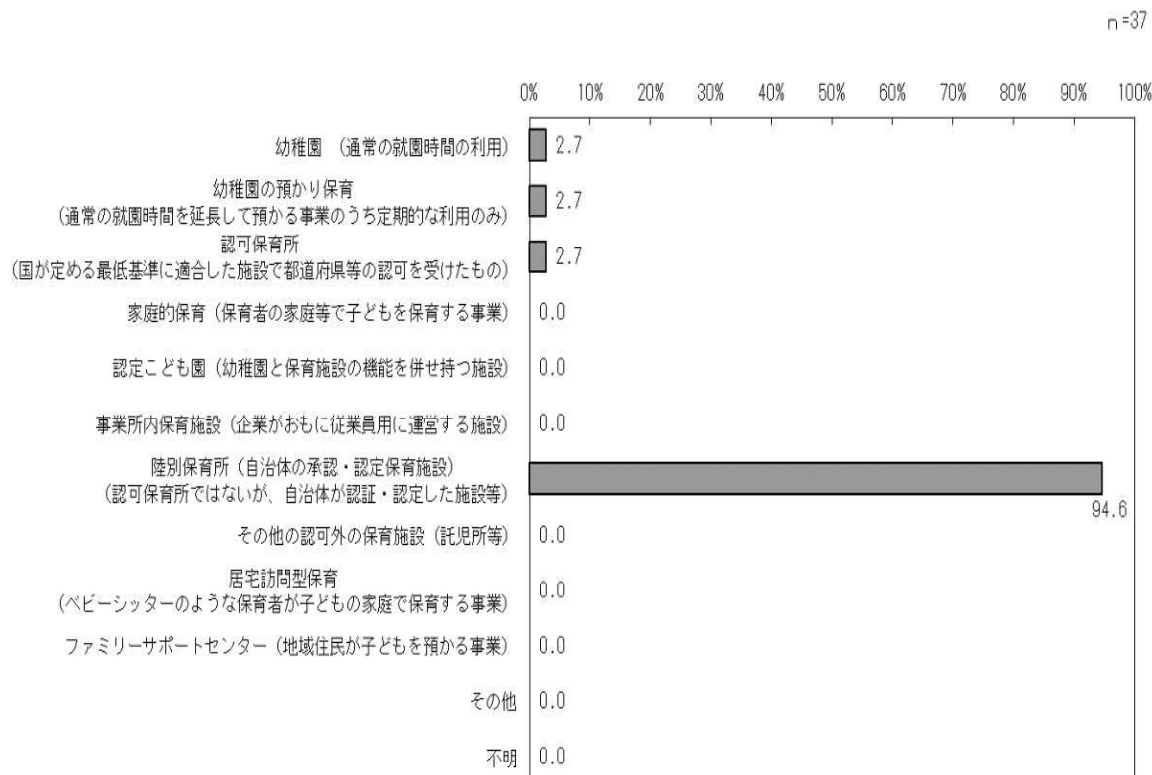 n=37
0% 10% 20% 30% 40% 50% 60% 70% 80% 90% 100%
幼稚園 (通常の就園時間の利用) 2.7
幼稚園の預かり保育
(通常の就園時間を延長して預かる事業のうち定期的な利用のみ) 2.7
認可保育所
(国が定める最低基準に適合した施設で都道府県等の認可を受けたもの) 2.7
家庭的保育(保育者の家庭等で子どもを保育する事業) 0.0
認定こども園(幼稚園と保育施設の機能を併せ持つ施設) 0.0
事業所内保育施設(企業がおもに従業員用に運営する施設) 0.0
陸別保育所(自治体の承認・認定保育施設)
(認可保育所ではないが、自治体が認証・認定した施設等)
94.6
その他の認可外の保育施設(託児所等) 0.0
居宅訪問型保育
(ベビーシッターのような保育者が子どもの家庭で保育する事業) 0.0
ファミリーサポートセンター(地域住民が子どもを預かる事業) 0.0
その他 0.0
不明 0.0